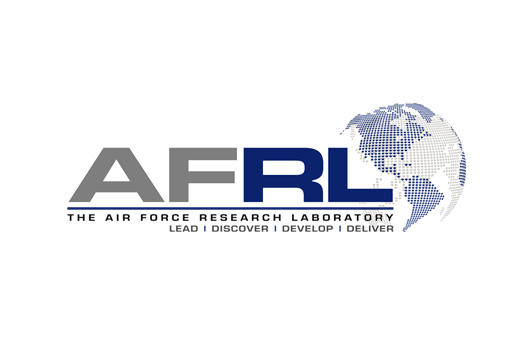 AFRL
THE AIR FORCE RESEARCH LABORATORY
LEAD | DISCOVER | DEVELOP | DELIVER